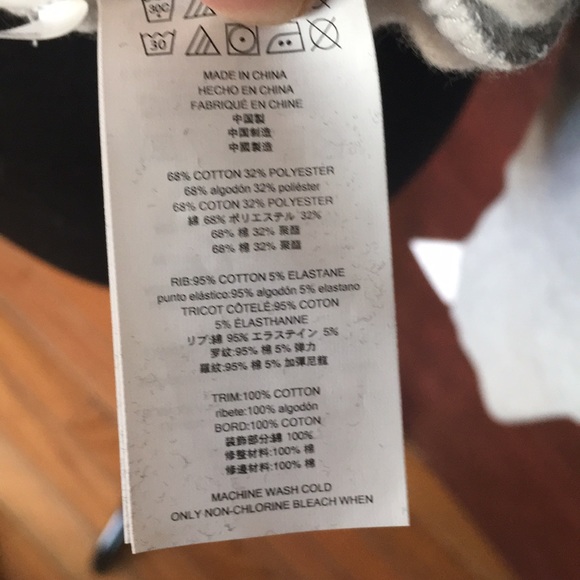 30C
30
MADE IN CHINA
HECHO EN CHINA
FABRIQUÉ EN CHINE
中国製
中国制造
中國製造
68% COTTON 32% POLYESTER
68% algodón 32% poliéster
68% COTON 32% POLYESTER
綿 68% ポリエステル 32%
68% 棉 32% 聚酯
68% 棉 32% 聚酯
RIB:95% COTTON 5% ELASTANE
punto elástico:95% algodón 5% elastano
TRICOT CÔTELÉ:95% COTON
5% ÉLASTHANNE
リブ:綿 95% エラステイン 5%
罗纹:95% 棉 5% 弹力
羅紋:95% 棉 5% 加彈尼龍
TRIM:100% COTTON
ribete:100% algodón
BORD:100% COTON
装飾部分:綿 100%
修整材料:100% 棉
修邊材料:100% 棉
MACHINE WASH COLD
ONLY NON-CHLORINE BLEACH WHEN